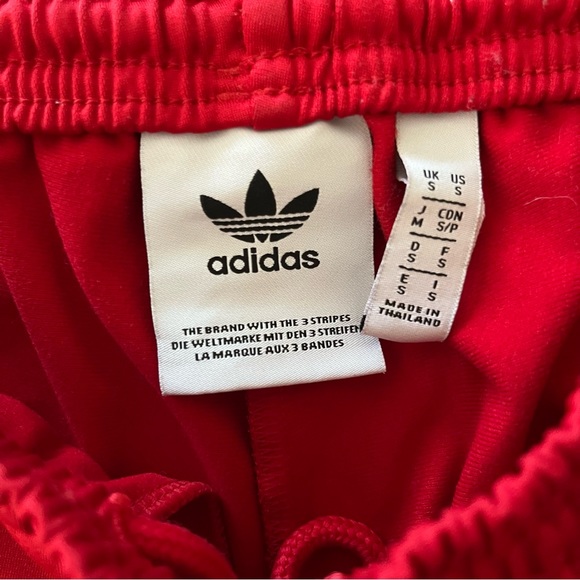 adidas
THE BRAND WITH THE 3 STRIPES
DIE WELTMARKE MIT DEN 3 STREIFEN
LA MARQUE AUX 3 BANDES
UK US
S S
J CDN
M S/P
D F
S S
E I
S S
MADE IN
THAILAND